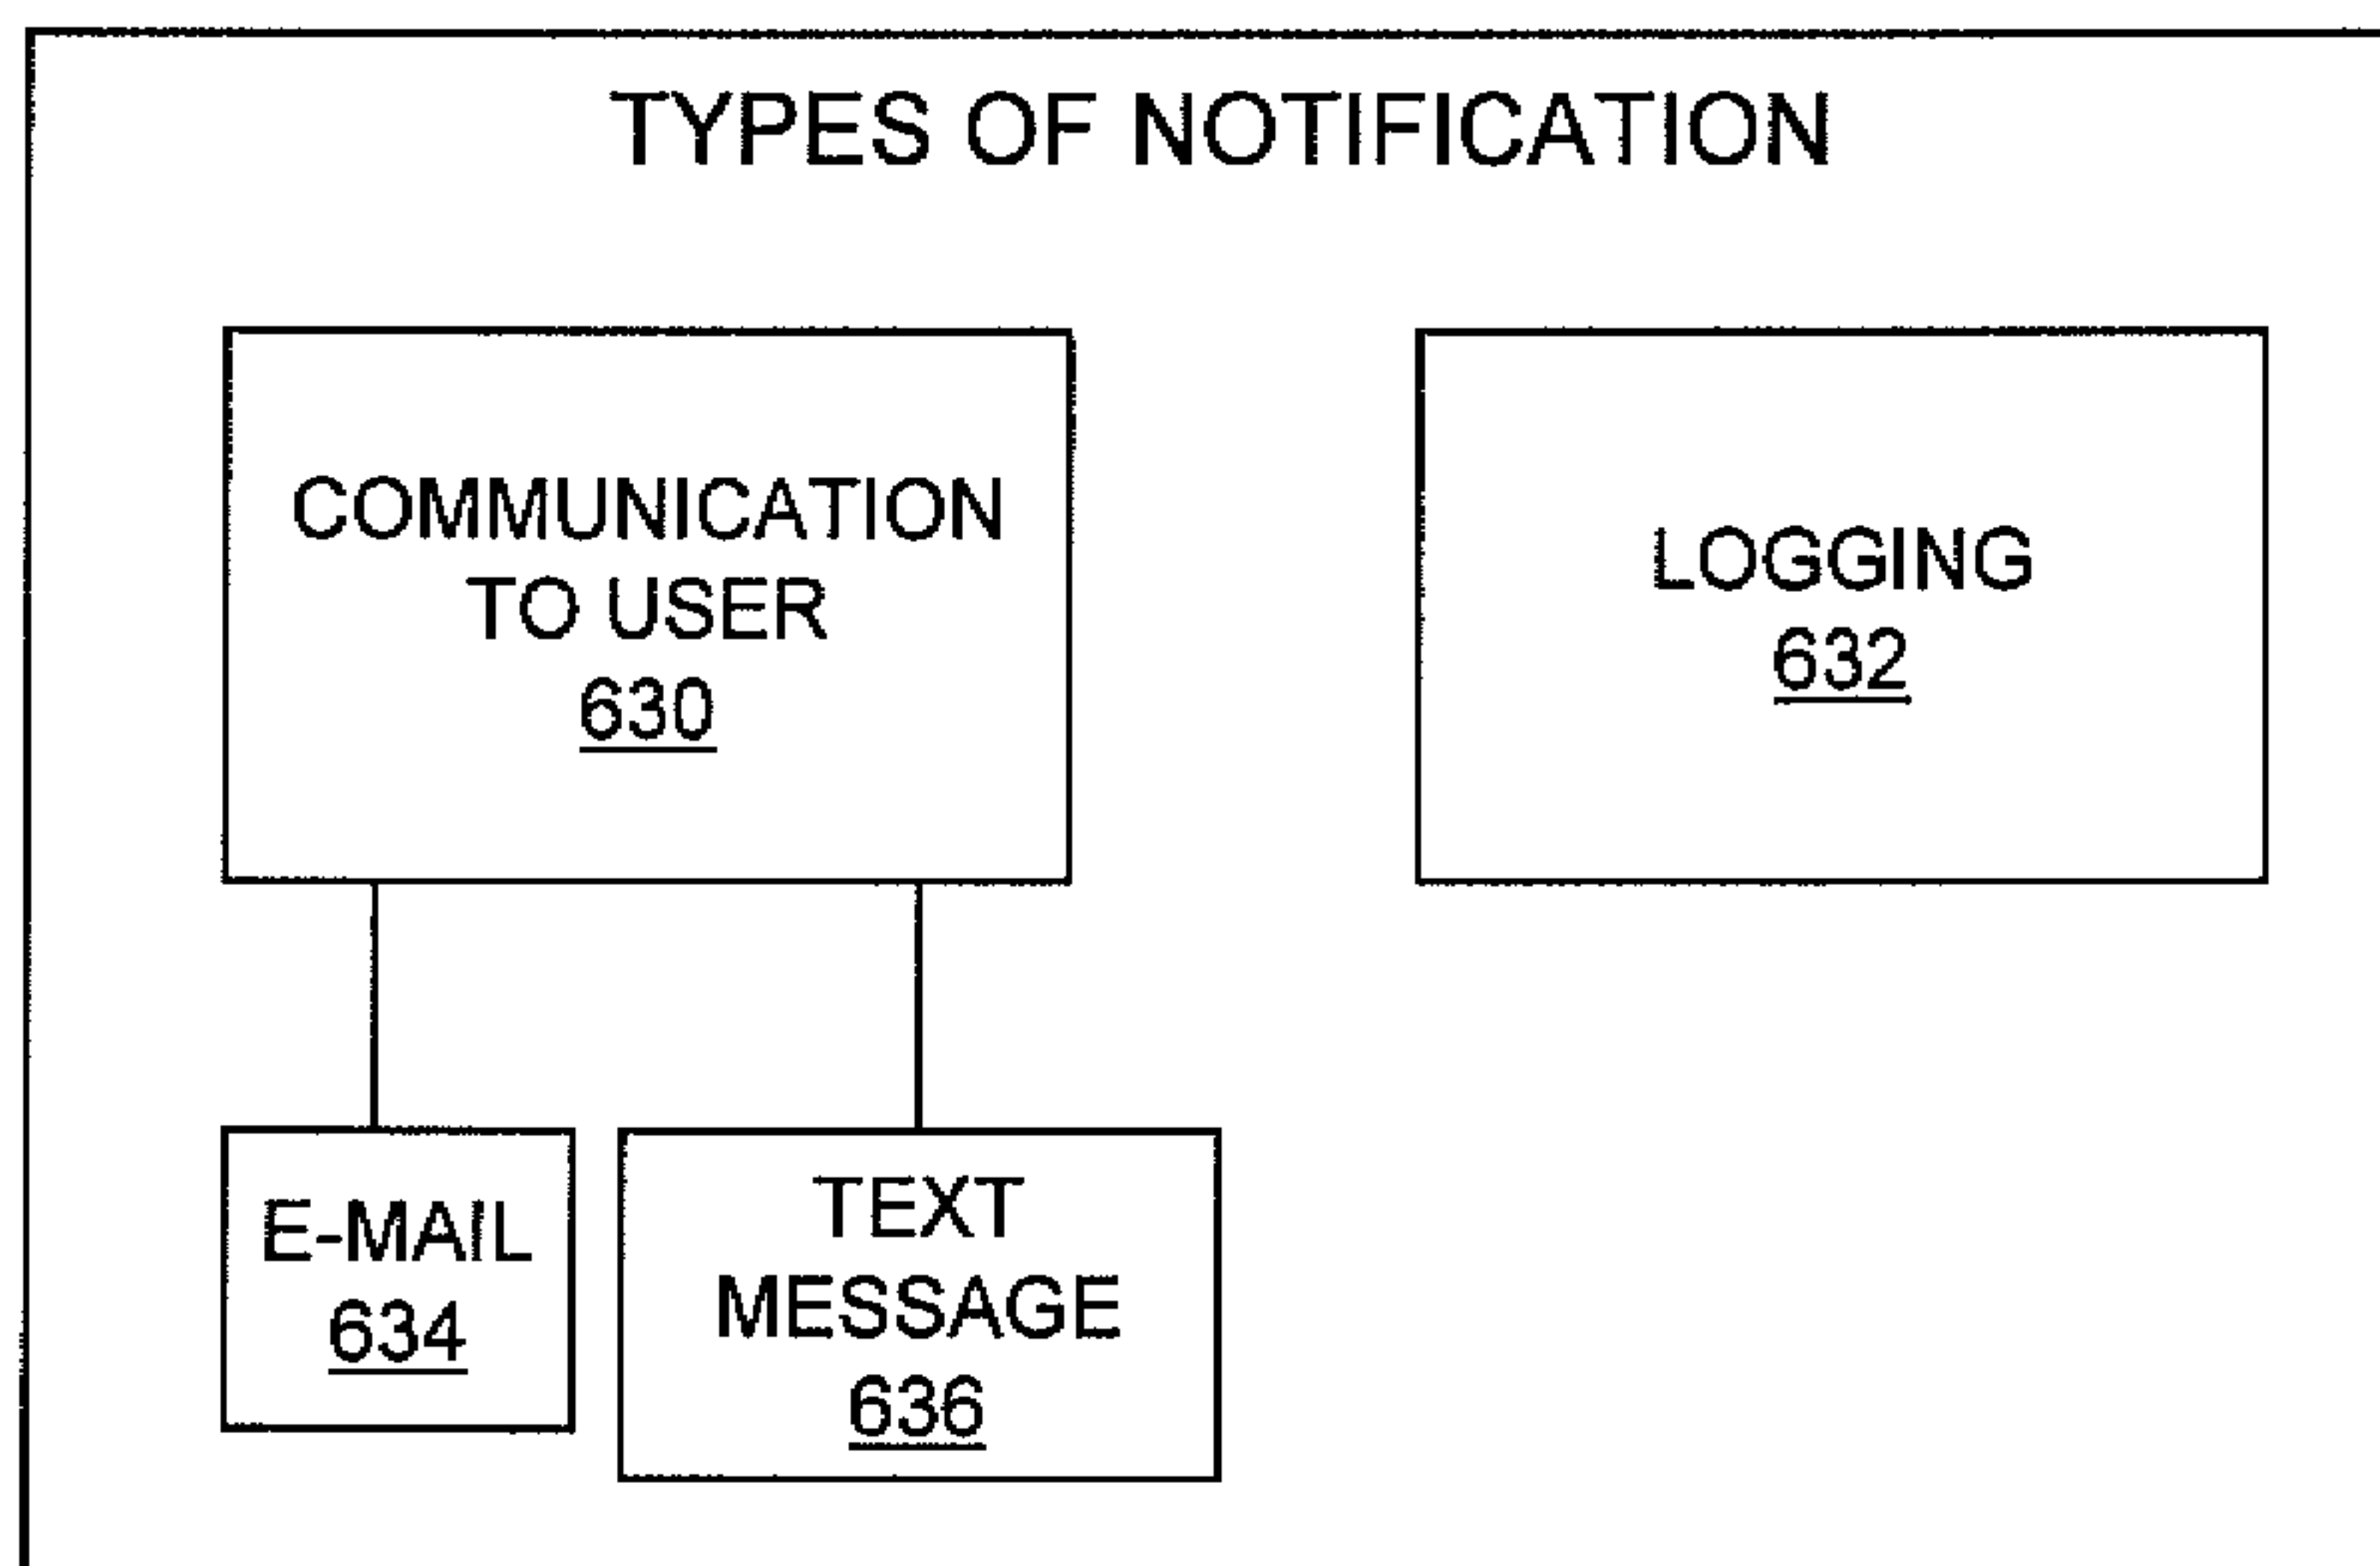 TYPES OF NOTIFICATION
COMMUNICATION
TO USER
630
LOGGING
632
E-MAIL
634
TEXT
MESSAGE
636